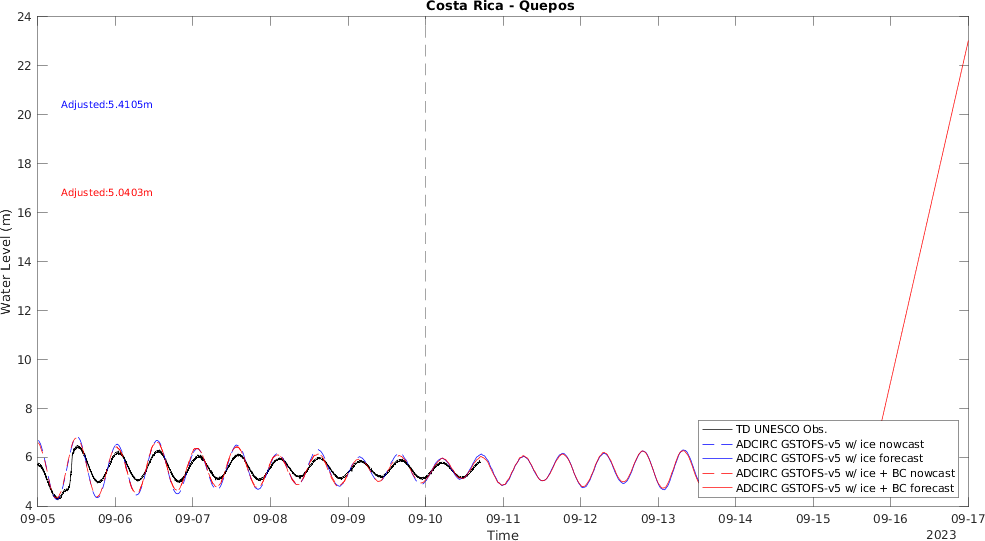 Costa Rica - Quepos
24
22
20
18
16
14
12
10
8
6
4
Water Level (m)
Adjusted:5.4105m
Adjusted:5.0403m
TD UNESCO Obs.
ADCIRC GSTOFS-v5 w/ ice nowcast
ADCIRC GSTOFS-v5 w/ ice forecast
ADCIRC GSTOFS-v5 w/ ice + BC nowcast
ADCIRC GSTOFS-v5 w/ ice + BC forecast
09-05 09-06 09-07 09-08 09-09 09-10 09-11 09-12 09-13 09-14 09-15 09-16 09-17
Time
2023